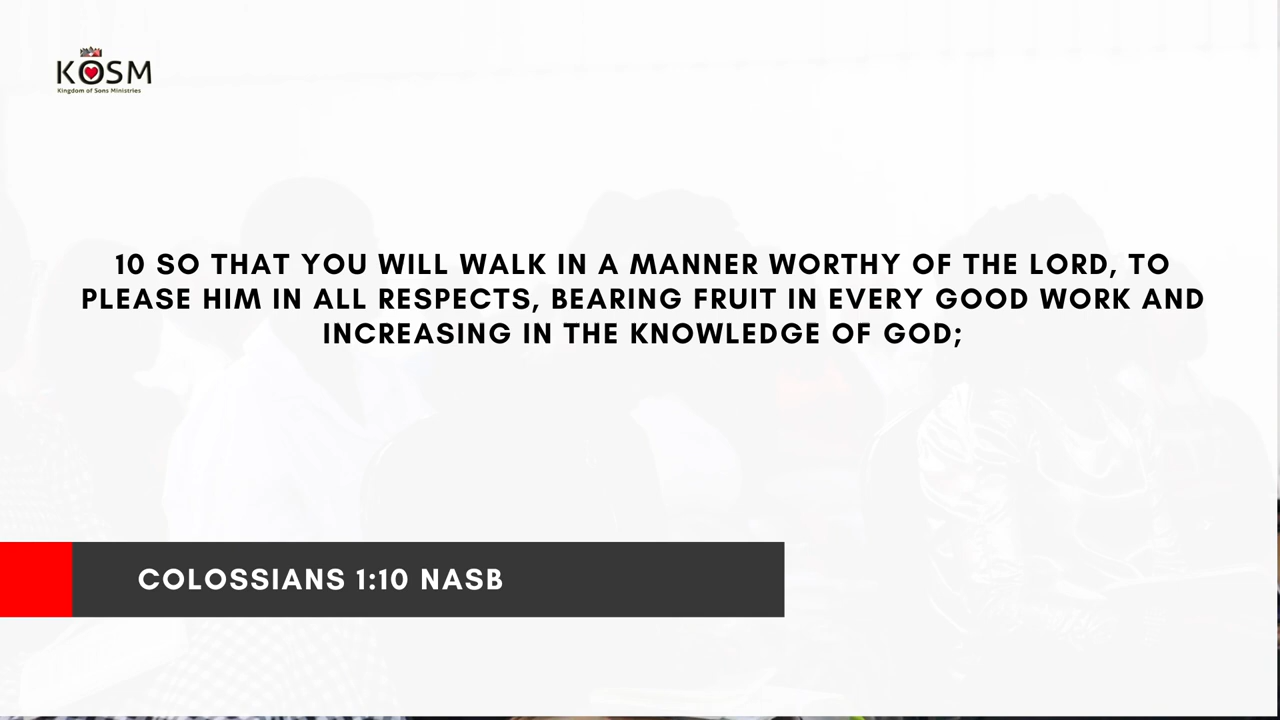 KOSM
Kingdom of Sons Ministries
10 SO THAT YOU WILL WALK IN A MANNER WORTHY OF THE LORD, TO
PLEASE HIM IN ALL RESPECTS, BEARING FRUIT IN EVERY GOOD WORK AND
INCREASING IN THE KNOWLEDGE OF GOD;
COLOSSIANS 1:10 NASB